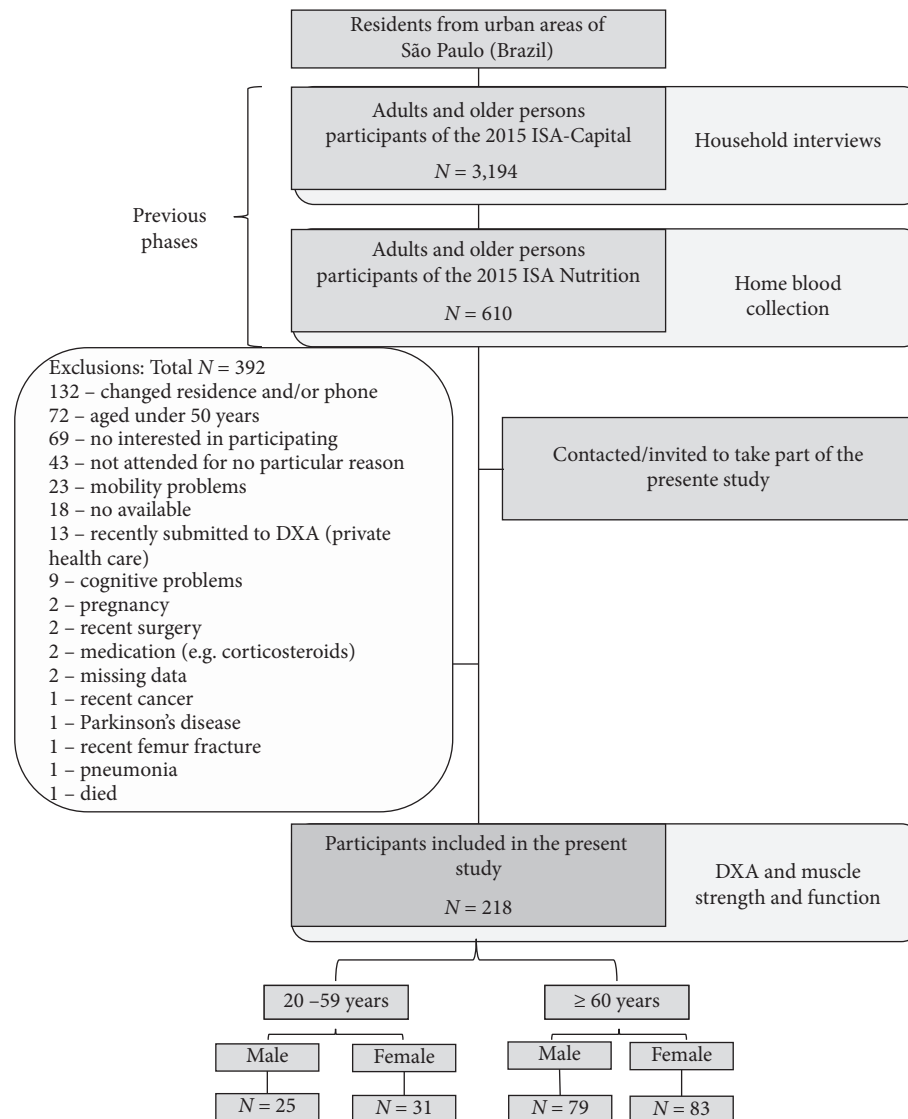 Residents from urban areas of
São Paulo (Brazil)
Adults and older persons
participants of the 2015 ISA-Capital
N = 3,194
Household interviews
Previous
phases
Adults and older persons
participants of the 2015 ISA Nutrition
N = 610
Home blood
collection
Exclusions: Total N = 392
132 – changed residence and/or phone
72 – aged under 50 years
69 – no interested in participating
43 – not attended for no particular reason
23 – mobility problems
18 – no available
13 – recently submitted to DXA (private
health care)
9 – cognitive problems
2 – pregnancy
2 – recent surgery
2 – medication (e.g. corticosteroids)
2 – missing data
1 – recent cancer
1 – Parkinson's disease
1 – recent femur fracture
1 – pneumonia
1 – died
Contacted/invited to take part of the
presente study
Participants included in the present
study
N = 218
DXA and muscle
strength and function
20 –59 years
≥ 60 years
Male
Female
Male
Female
N = 25
N = 31
N = 79
N = 83